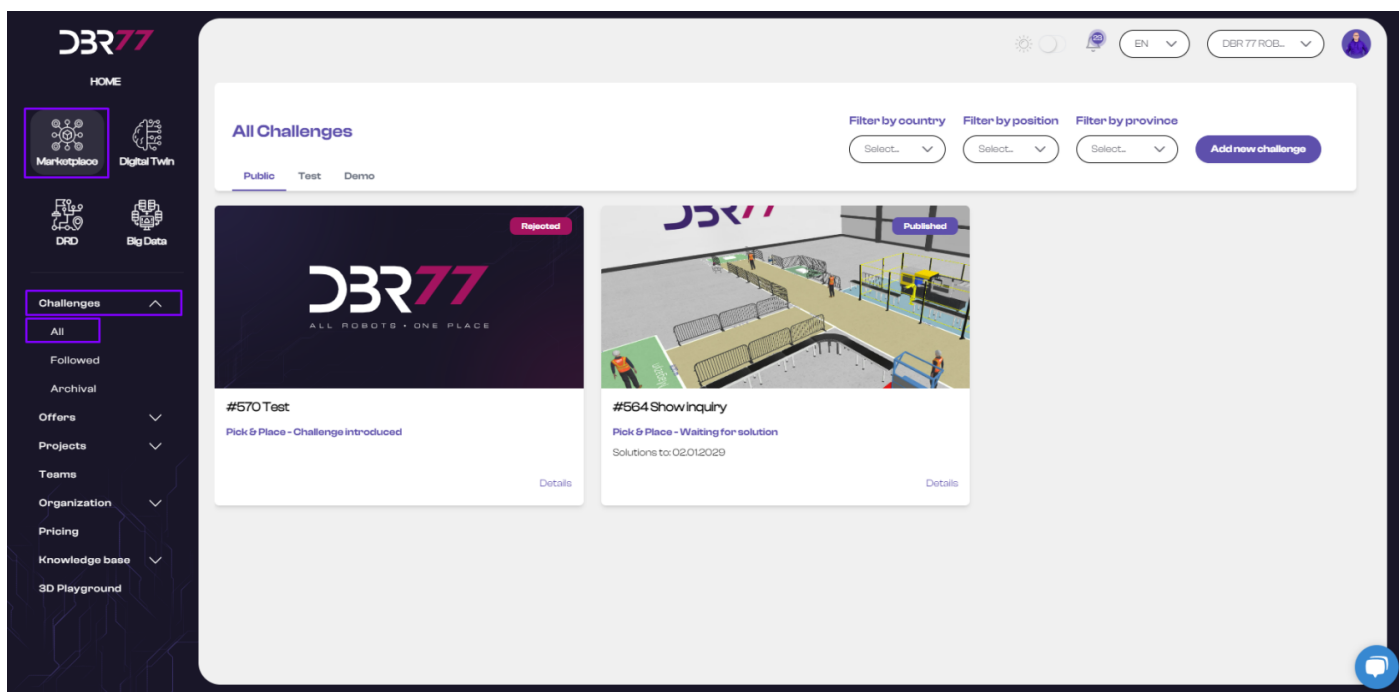 DBR77
HOME
Marketplace
Digital Twin
DRD
Big Data
Challenges
All
Followed
Archival
Offers
Projects
Teams
Organization
Pricing
Knowledge base
3D Playground
29
EN
DBR 77 ROB...
All Challenges
Filter by country
Filter by position
Filter by province
Select...
Select...
Select...
Add new challenge
Public
Test
Demo
Rejected
DBR77
ALL ROBOTS • ONE PLACE
#570 Test
Pick & Place - Challenge introduced
Details
DBR77
Published
#564 Show inquiry
Pick & Place - Waiting for solution
Solutions to: 02.01.2029
Details